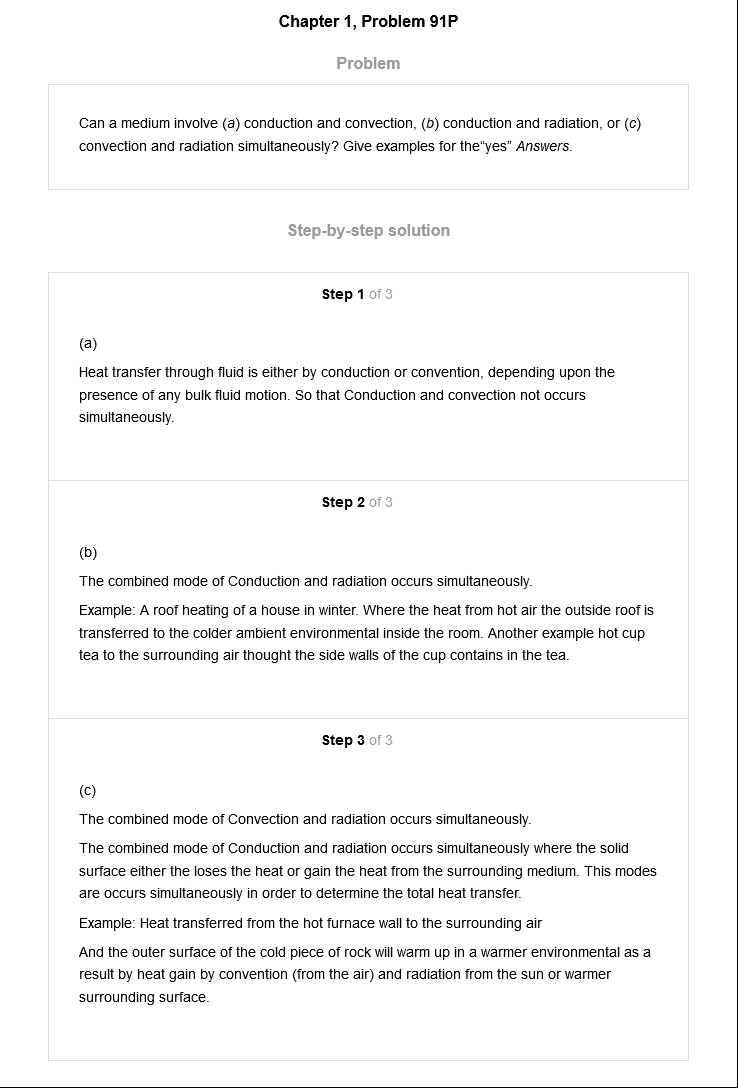 Chapter 1, Problem 91P
Problem
Can a medium involve (a) conduction and convection, (b) conduction and radiation, or (c)
convection and radiation simultaneously? Give examples for the“yes” Answers.
Step-by-step solution
Step 1 of 3
(a)
Heat transfer through fluid is either by conduction or convention, depending upon the
presence of any bulk fluid motion. So that Conduction and convection not occurs
simultaneously.
Step 2 of 3
(b)
The combined mode of Conduction and radiation occurs simultaneously.
Example: A roof heating of a house in winter. Where the heat from hot air the outside roof is
transferred to the colder ambient environmental inside the room. Another example hot cup
tea to the surrounding air thought the side walls of the cup contains in the tea.
Step 3 of 3
(c)
The combined mode of Convection and radiation occurs simultaneously.
The combined mode of Conduction and radiation occurs simultaneously where the solid
surface either the loses the heat or gain the heat from the surrounding medium. This modes
are occurs simultaneously in order to determine the total heat transfer.
Example: Heat transferred from the hot furnace wall to the surrounding air
And the outer surface of the cold piece of rock will warm up in a warmer environmental as a
result by heat gain by convention (from the air) and radiation from the sun or warmer
surrounding surface.